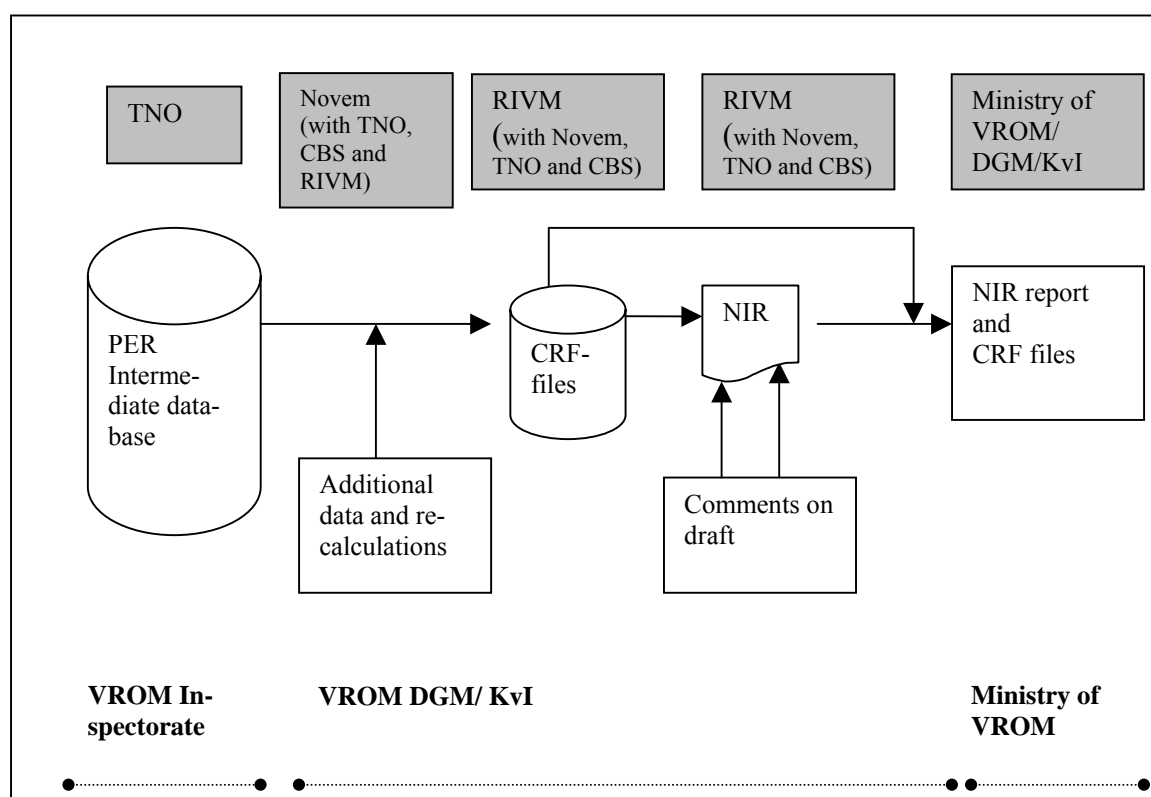 TNO
Novem
(with TNO,
CBS and
RIVM)
RIVM
(with Novem,
TNO and CBS)
RIVM
(with Novem,
TNO and CBS)
Ministry of
VROM/
DGM/KvI
PER
Interme-
diate data-
base
CRF-
files
NIR
NIR report
and
CRF files
Additional
data and re-
calculations
Comments on
draft
VROM In-
spectorate
VROM DGM/ KvI
Ministry of
VROM